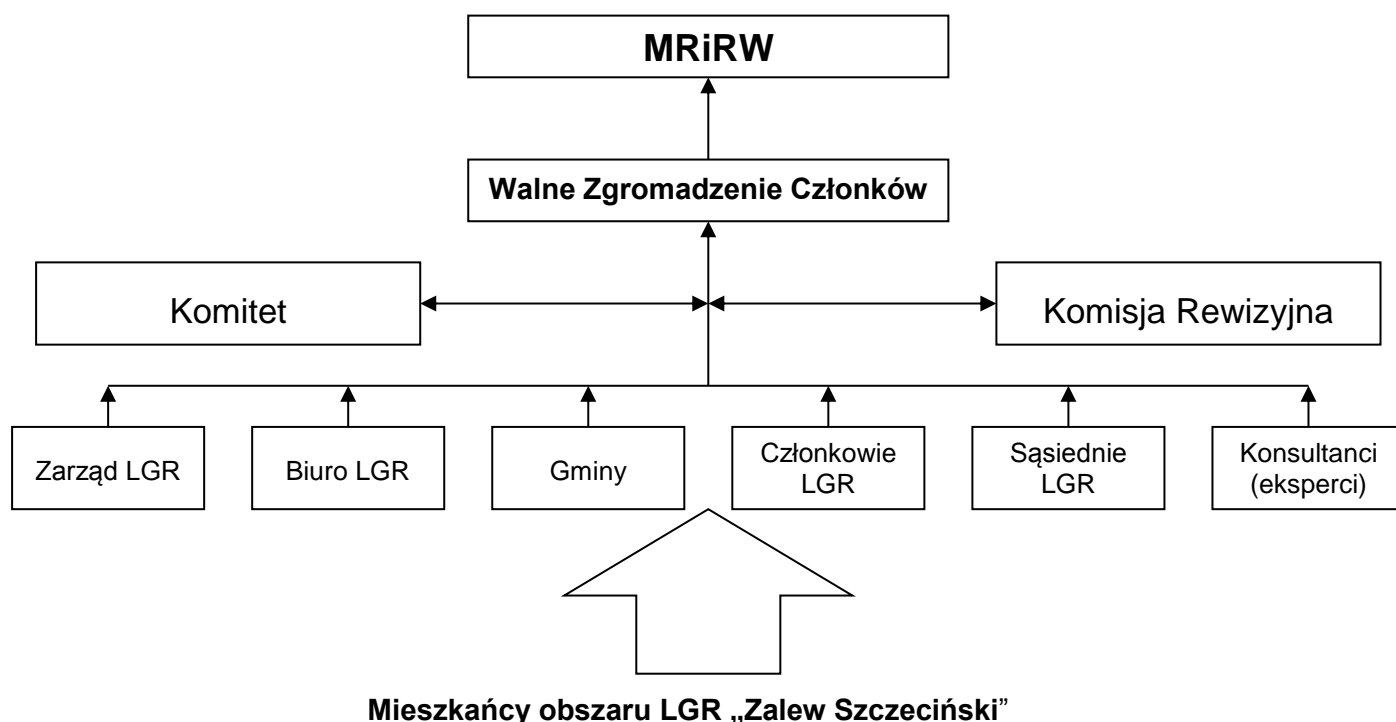 MRiRW
Walne Zgromadzenie Członków
Komitet
Komisja Rewizyjna
Zarząd LGR
Biuro LGR
Gminy
Członkowie
LGR
Sąsiednie
LGR
Konsultanci
(eksperci)
Mieszkańcy obszaru LGR „Zalew Szczeciński”